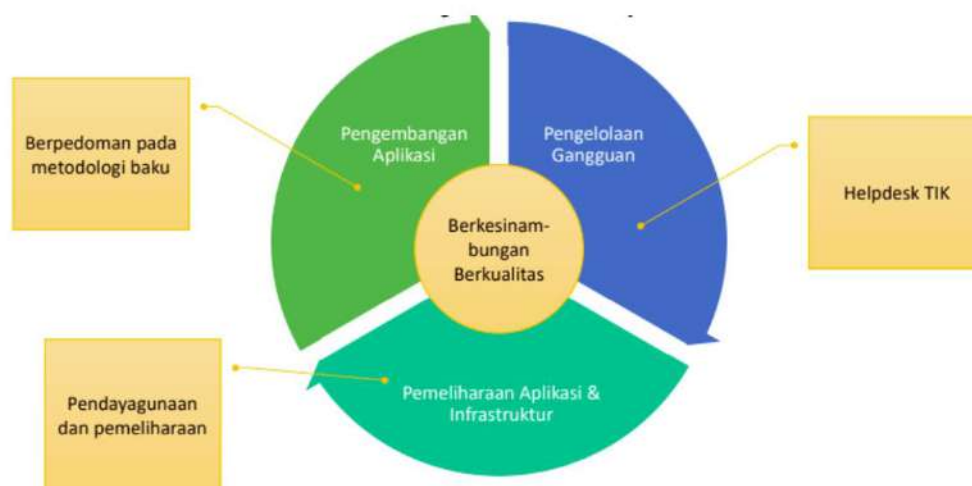 Pengembangan
Aplikasi
Pengelolaan
Gangguan
Berpedoman pada
metodologi baku
Helpdesk TIK
Berkesinam-
bungan
Berkualitas
Pemeliharaan Aplikasi &
Infrastruktur
Pendayagunaan
dan pemeliharaan